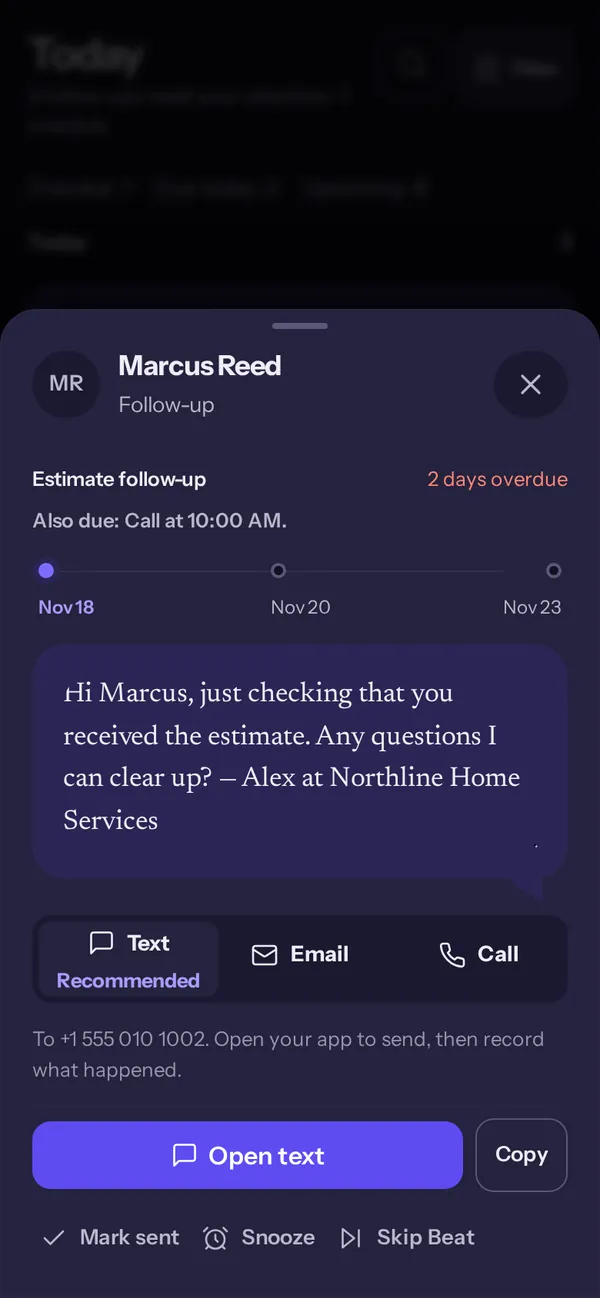 Today
Today
MR
Marcus Reed
Follow-up
Estimate follow-up
2 days overdue
Also due: Call at 10:00 AM.
Nov 18
Nov 20
Nov 23
Hi Marcus, just checking that you
received the estimate. Any questions I
can clear up? — Alex at Northline Home
Services
Text
Recommended
Email
Call
To +1 555 010 1002. Open your app to send, then record
what happened.
Open text
Copy
Mark sent
Snooze
Skip Beat